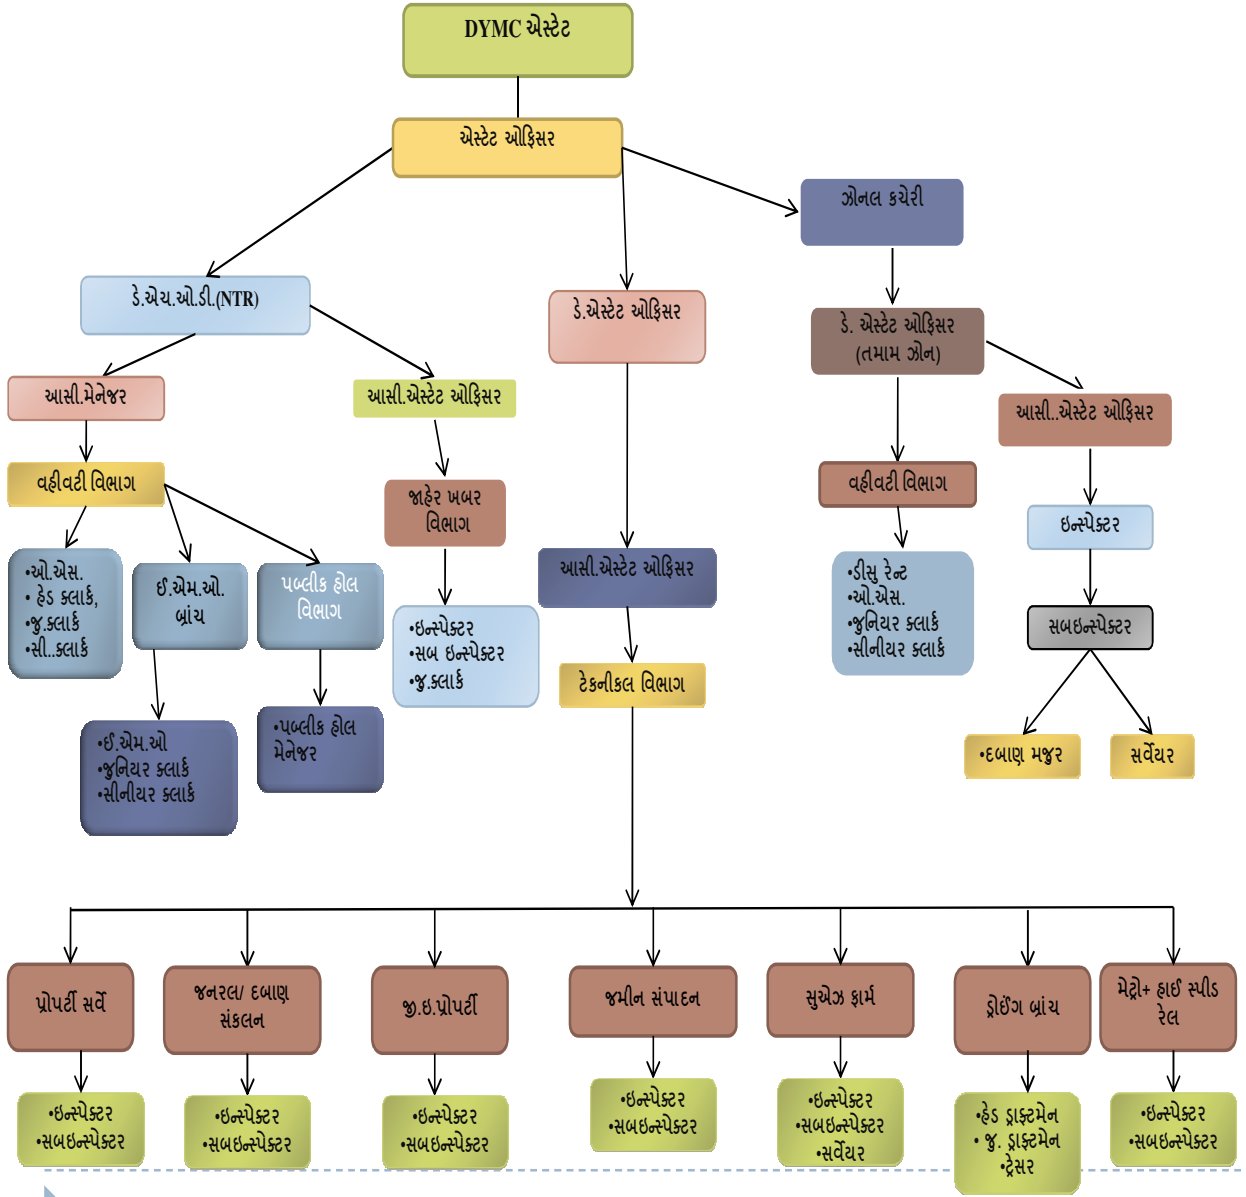 DYMC એસ્ટેટ
એસ્ટેટ ઓફિસર
ઝોનલ કચેરી
ડે.એચ.ઓ.ડી.(NTR)
ડે.એસ્ટેટ ઓફિસર
ડે. એસ્ટેટ ઓફિસર
(તમામ ઝોન)
આસી.મેનેજર
આસી.એસ્ટેટ ઓફિસર
આસી..એસ્ટેટ ઓફિસર
વહીવટી વિભાગ
જાહેર ખબર
વિભાગ
વહીવટી વિભાગ
ઇન્સ્પેક્ટર
•ઓ.એસ.
• હેડ ક્લાર્ક,
•જુ.ક્લાર્ક
•સી..ક્લાર્ક
ઈ.એમ.ઓ.
બ્રાંચ
પબ્લીક હોલ
વિભાગ
આસી.એસ્ટેટ ઓફિસર
•ડીસુ રેન્ટ
•ઓ.એસ.
•જુનિયર ક્લાર્ક
•સીનીયર ક્લાર્ક
સબઇન્સ્પેક્ટર
•ઇન્સ્પેક્ટર
•સબ ઇન્સ્પેક્ટર
•જુ.ક્લાર્ક
ટેકનીકલ વિભાગ
•ઈ.એમ.ઓ
•જુનિયર ક્લાર્ક
•સીનીયર ક્લાર્ક
•પબ્લીક હોલ
મેનેજર
•દબાણ મજુર
સર્વેયર
પ્રોપર્ટી સર્વે
જનરલ/ દબાણ
સંકલન
જી.ઇ.પ્રોપર્ટી
જમીન સંપાદન
સુએઝ ફાર્મ
ડ્રોઈંગ બ્રાંચ
મેટ્રો+ હાઈ સ્પીડ
રેલ
•ઇન્સ્પેક્ટર
•સબઇન્સ્પેક્ટર
•ઇન્સ્પેક્ટર
•સબઇન્સ્પેક્ટર
•ઇન્સ્પેક્ટર
•સબઇન્સ્પેક્ટર
•ઇન્સ્પેક્ટર
•સબઇન્સ્પેક્ટર
•ઇન્સ્પેક્ટર
•સબઇન્સ્પેક્ટર
•સર્વેયર
•હેડ ડ્રાફ્ટમેન
• જુ. ડ્રાફ્ટમેન
•ટ્રેસર
•ઇન્સ્પેક્ટર
•સબઇન્સ્પેક્ટર